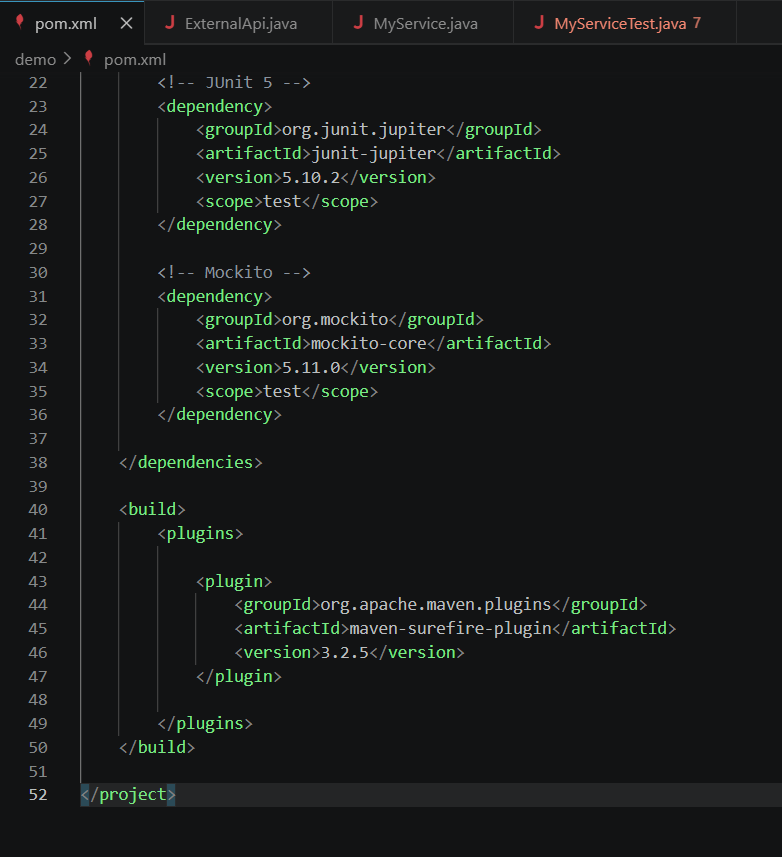 pom.xml ExternalApi.java MyService.java MyServiceTest.java 7
demo > pom.xml
22 <!-- JUnit 5 -->
23 <dependency>
24 <groupId>org.junit.jupiter</groupId>
25 <artifactId>junit-jupiter</artifactId>
26 <version>5.10.2</version>
27 <scope>test</scope>
28 </dependency>
29
30 <!-- Mockito -->
31 <dependency>
32 <groupId>org.mockito</groupId>
33 <artifactId>mockito-core</artifactId>
34 <version>5.11.0</version>
35 <scope>test</scope>
36 </dependency>
37
38 </dependencies>
39
40 <build>
41 <plugins>
42
43 <plugin>
44 <groupId>org.apache.maven.plugins</groupId>
45 <artifactId>maven-surefire-plugin</artifactId>
46 <version>3.2.5</version>
47 </plugin>
48
49 </plugins>
50 </build>
51
52 </project>